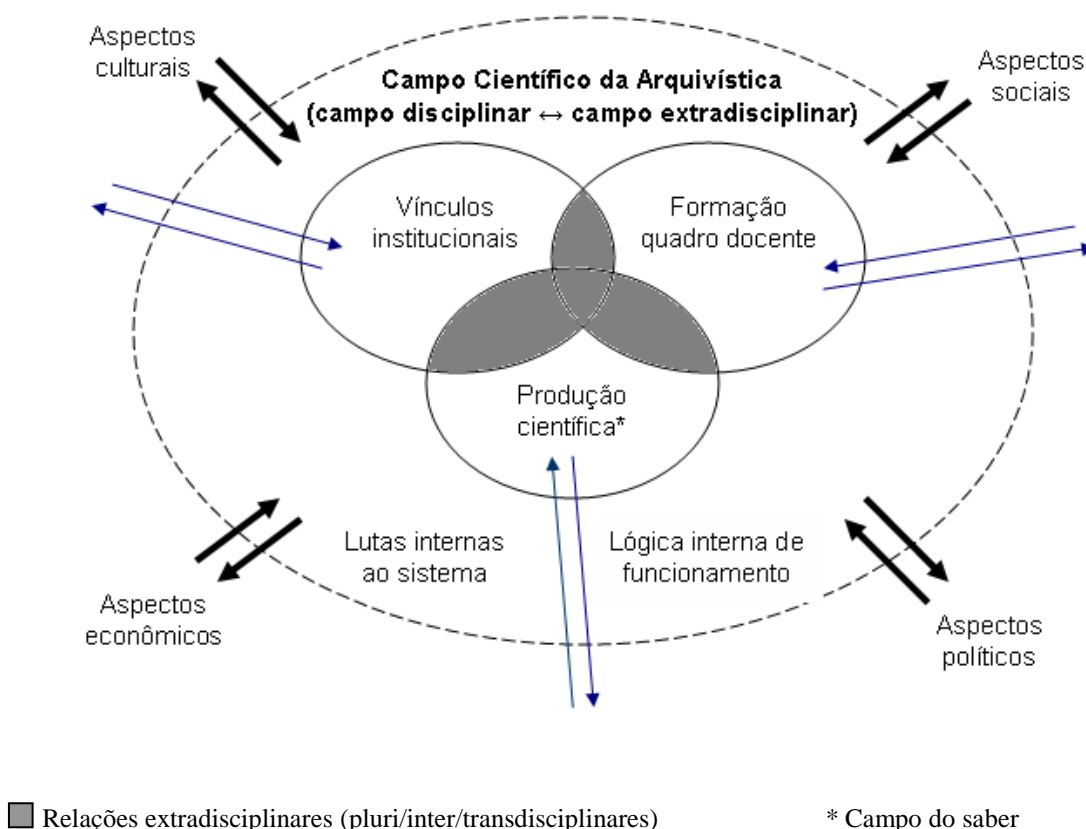 Aspectos
culturais
Aspectos
sociais
Campo Científico da Arquivística
(campo disciplinar ↔ campo extradisciplinar)
Vínculos
institucionais
Formação
quadro docente
Produção
científica*
Lutas internas
ao sistema
Lógica interna de
funcionamento
Aspectos
econômicos
Aspectos
políticos
Relações extradisciplinares (pluri/inter/transdisciplinares)
* Campo do saber